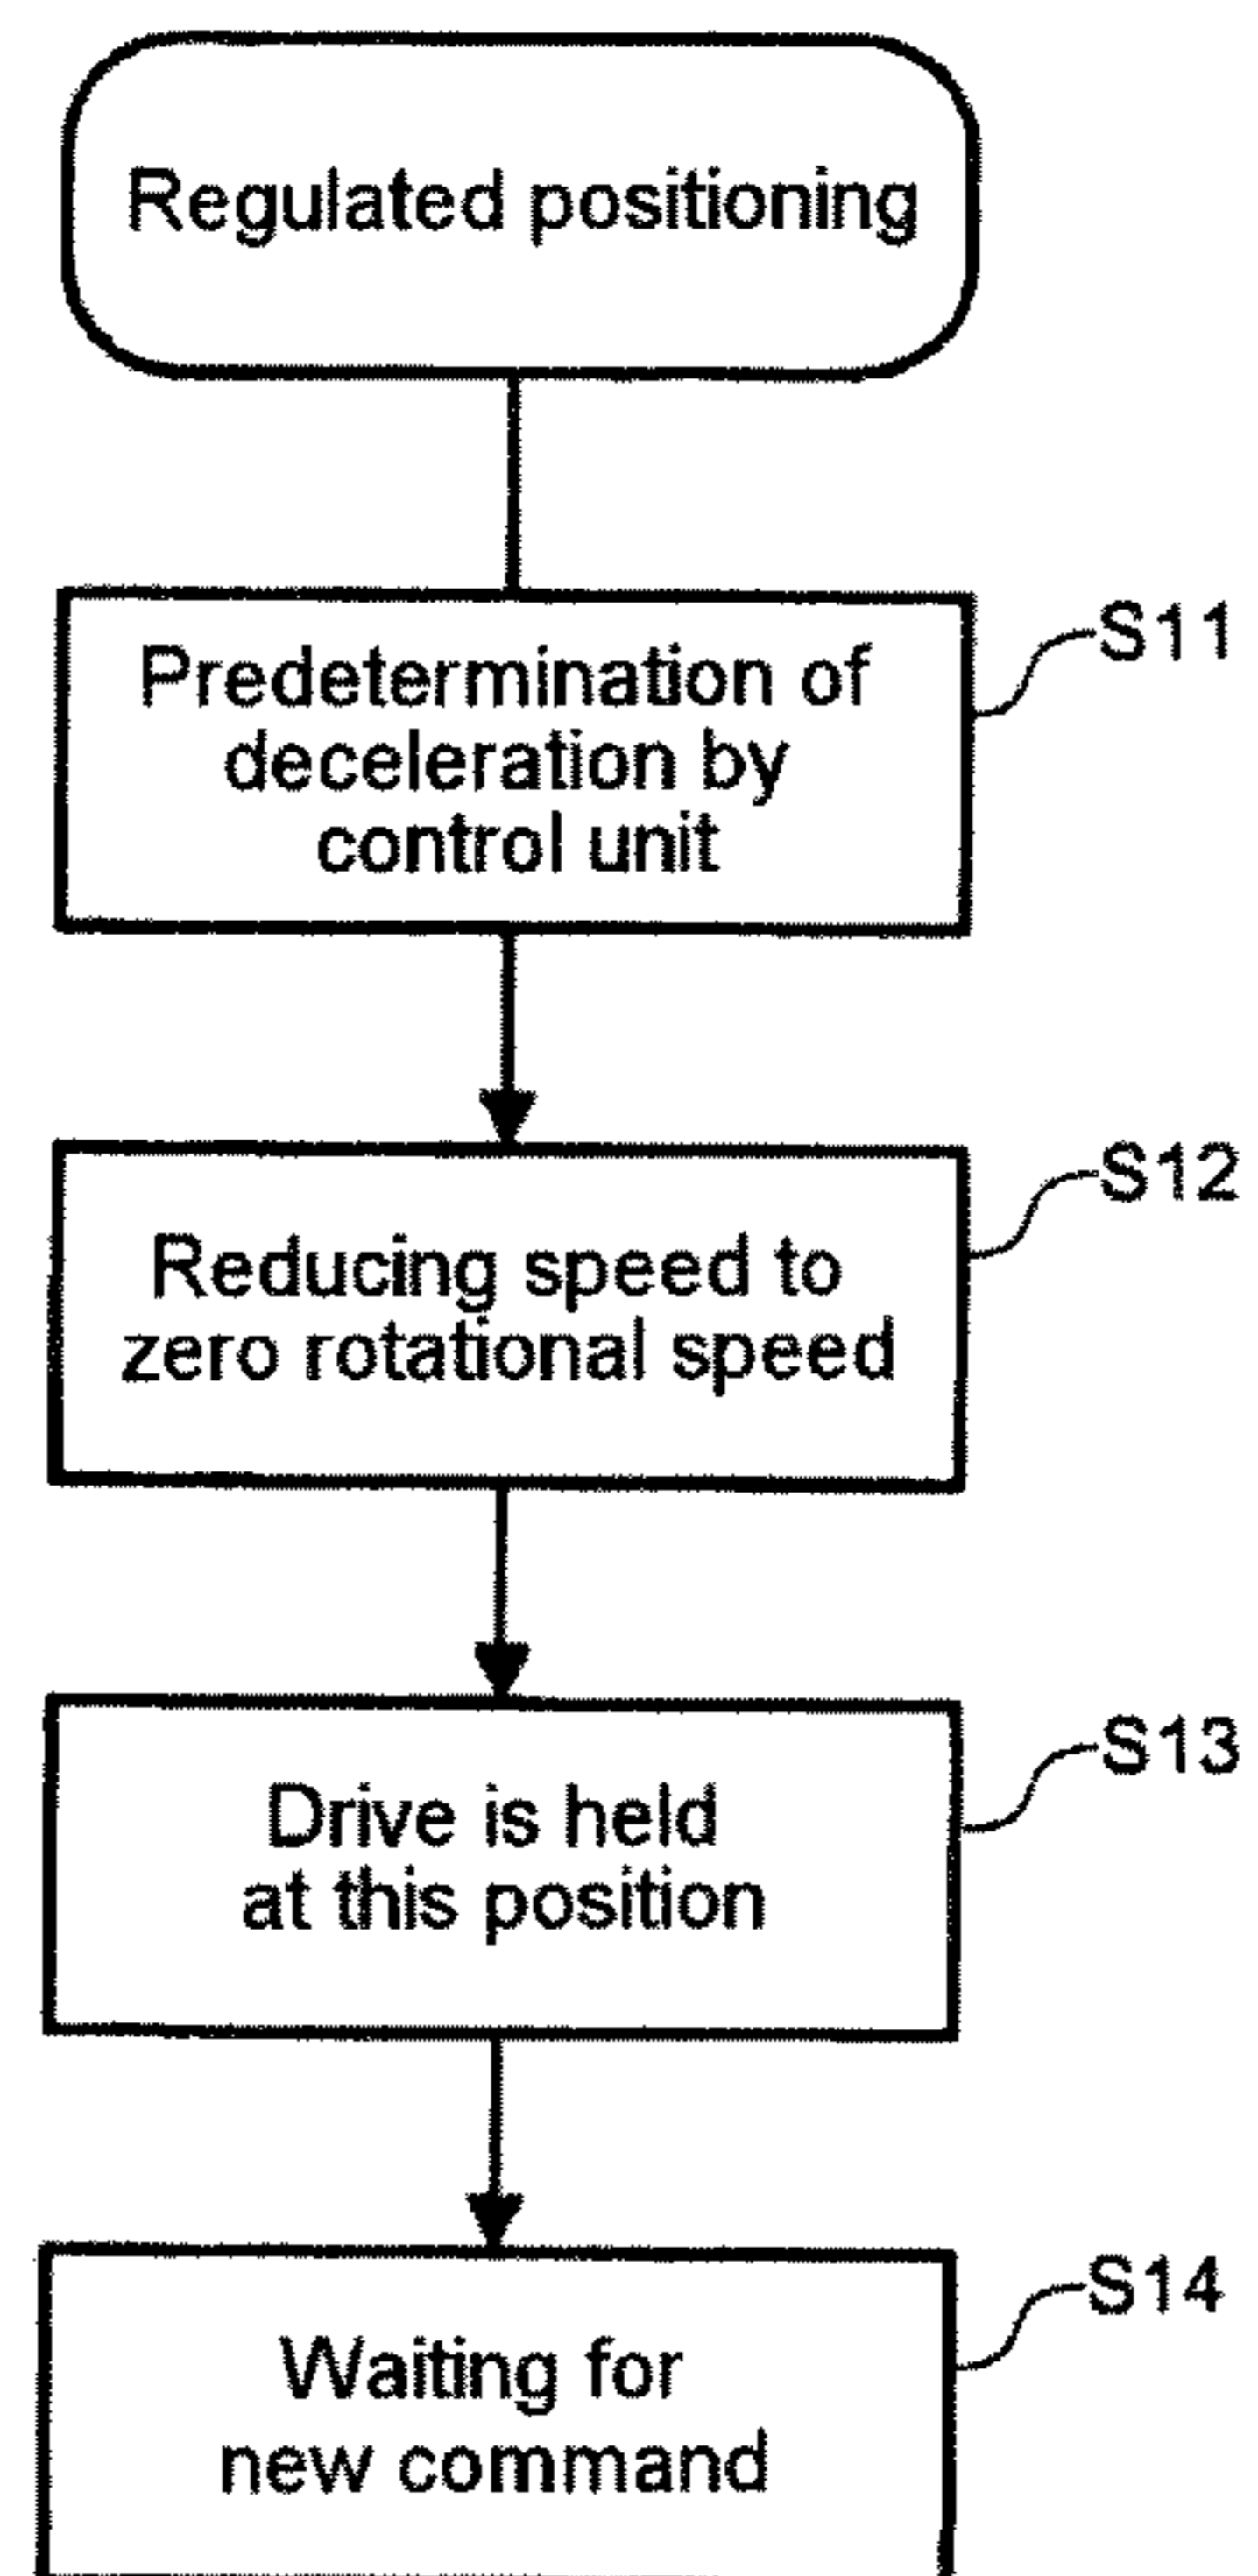 Regulated positioning
Predetermination of
deceleration by
control unit
S11
Reducing speed to
zero rotational speed
S12
Drive is held
at this position
S13
Waiting for
new command
S14